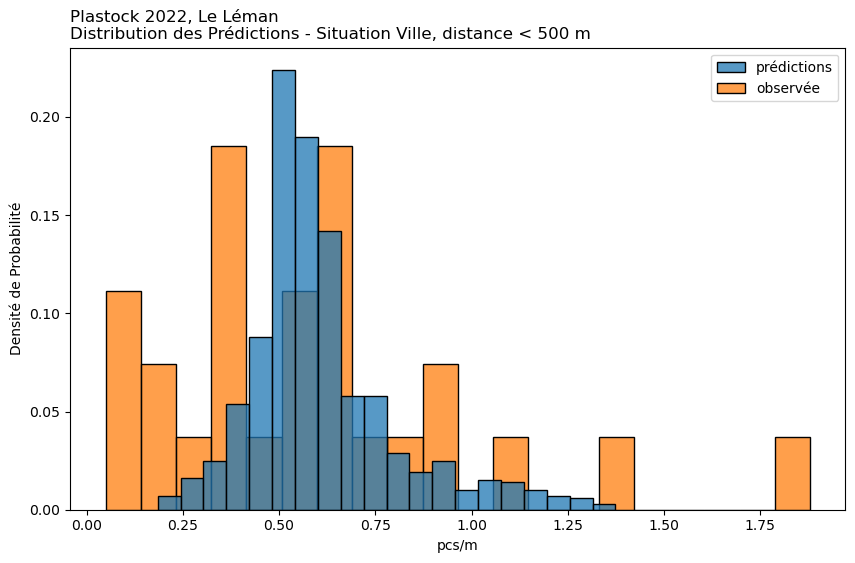 Plastock 2022, Le Léman
Distribution des Prédictions - Situation Ville, distance < 500 m
prédictions
observée
Densité de Probabilité
0.20
0.15
0.10
0.05
0.00
0.00 0.25 0.50 0.75 1.00 1.25 1.50 1.75
pcs/m